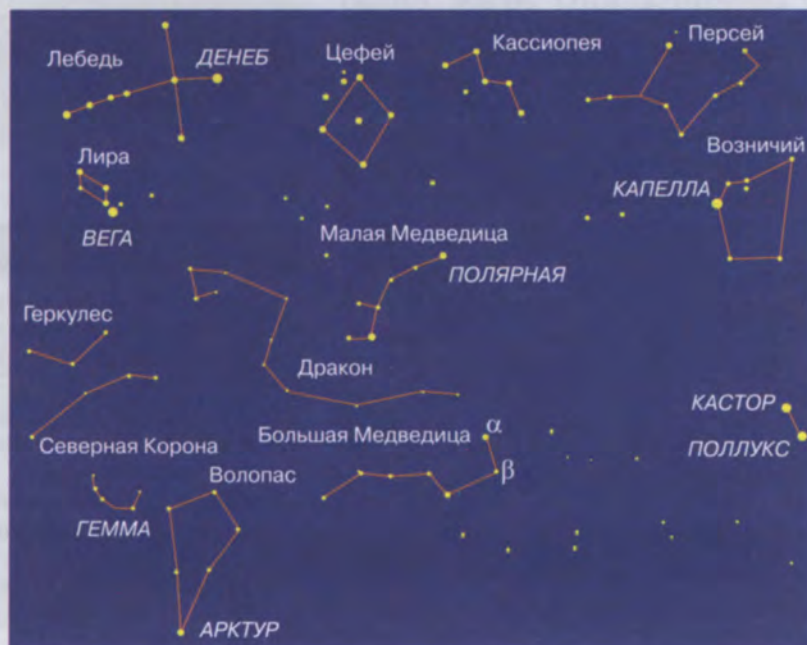 Лебедь
ДЕНЕБ
Цефей
Кассиопея
Персей
Лира
Возничий
КАПЕЛЛА
ВЕГА
Малая Медведица
ПОЛЯРНАЯ
Геркулес
Дракон
КАСТОР
Северная Корона
Большая Медведица
α
ПОЛЛУКС
β
Волопас
ГЕММА
АРКТУР